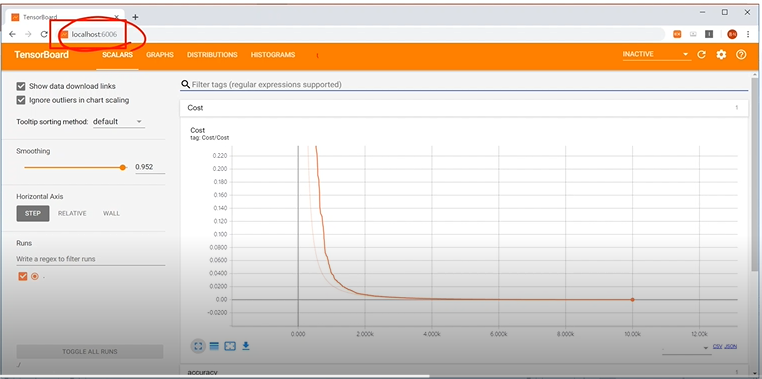 TensorBoard
localhost:6006
TensorBoard
SCALARS
GRAPHS
DISTRIBUTIONS
HISTOGRAMS
INACTIVE
Show data download links
Ignore outliers in chart scaling
Tooltip sorting method: default
Smoothing
0.952
Horizontal Axis
STEP
RELATIVE
WALL
Runs
Write a regex to filter runs
.
TOGGLE ALL RUNS
./
Filter tags (regular expressions supported)
Cost
1
Cost
tag: Cost/Cost
0.220
0.200
0.180
0.160
0.140
0.120
0.100
0.0800
0.0600
0.0400
0.0200
0.00
-0.0200
0.000
2.000k
4.000k
6.000k
8.000k
10.00k
12.00k
CSV JSON
accuracy
1